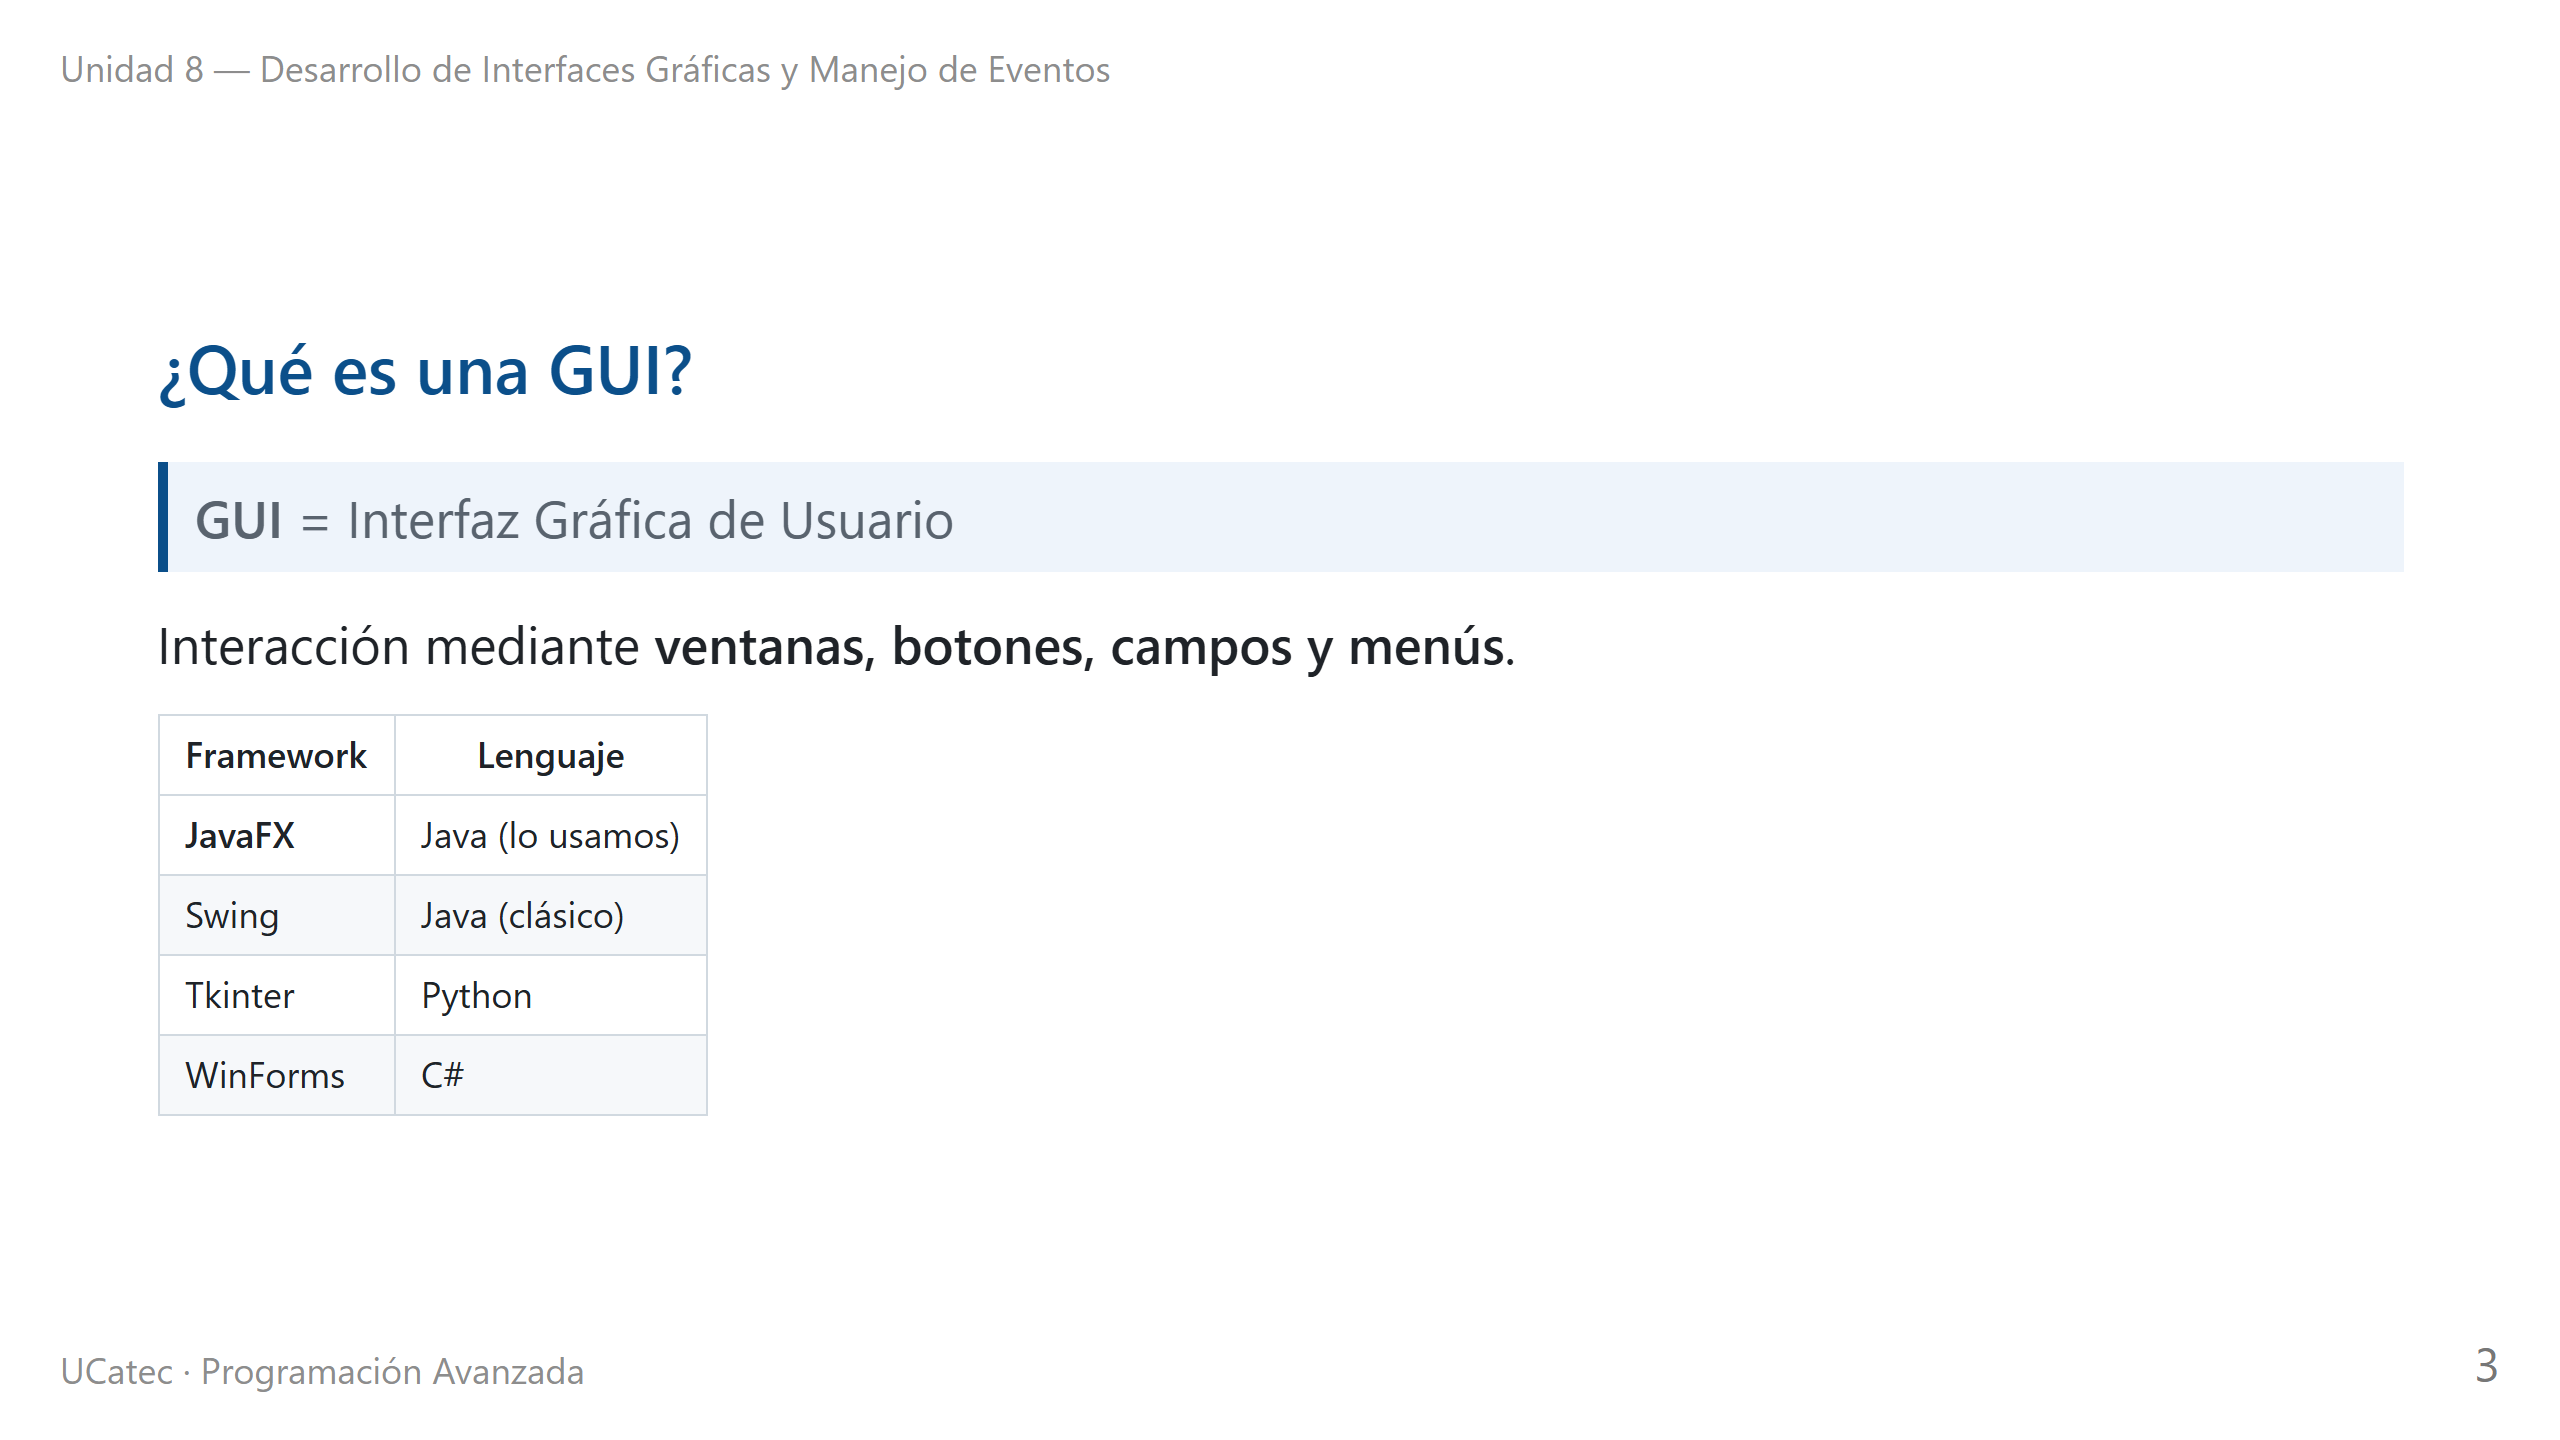 Unidad 8 — Desarrollo de Interfaces Gráficas y Manejo de Eventos
¿Qué es una GUI?
GUI = Interfaz Gráfica de Usuario
Interacción mediante ventanas, botones, campos y menús.
Framework Lenguaje
JavaFX Java (lo usamos)
Swing Java (clásico)
Tkinter Python
WinForms C#
UCatec · Programación Avanzada
3